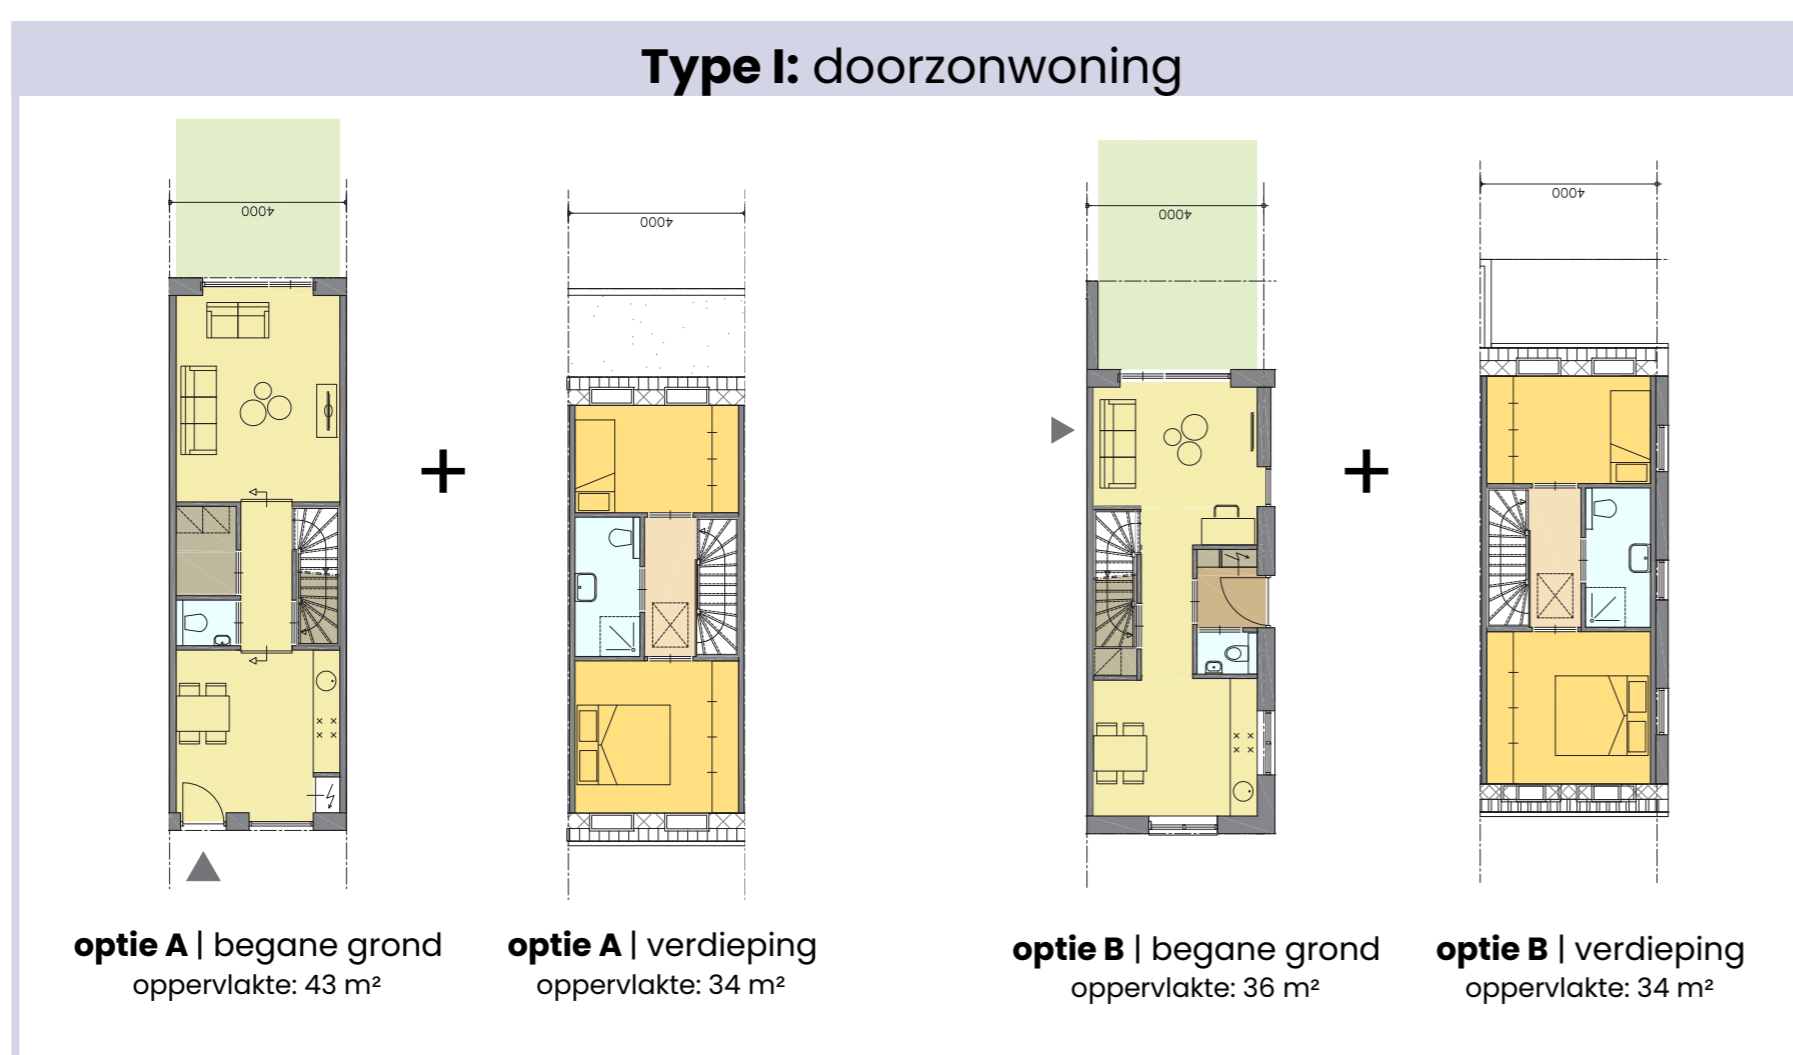 Type I: doorzonwoning
4000
4000
4000
4000
+
+
optie A | begane grond
oppervlakte: 43 m²
optie A | verdieping
oppervlakte: 34 m²
optie B | begane grond
oppervlakte: 36 m²
optie B | verdieping
oppervlakte: 34 m²